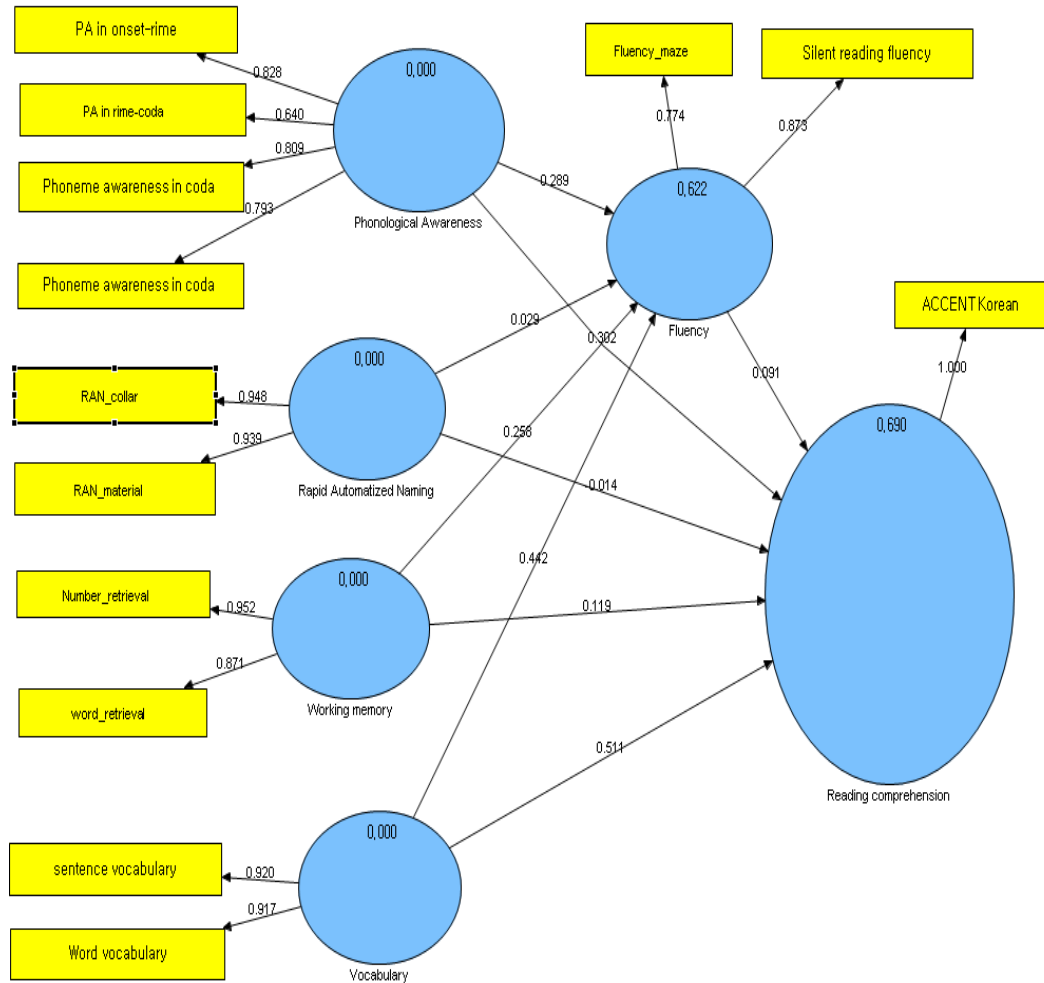 PA in onset-rime
0,000
Fluency_maze
Silent reading fluency
0.828
0.774
0.873
PA in rime-coda
0.640
0.809
Phoneme awareness in coda
0.289
0,622
0.793
Phonological Awareness
Phoneme awareness in coda
ACCENT Korean
0.029
Fluency
0.302
0,000
1.000
0.091
RAN_collar
0.948
0,690
0.939
0.258
RAN_material
Rapid Automatized Naming
-0.014
0.442
0,000
Number_retrieval
0.952
0.119
0.871
word_retrieval
Working memory
0.511
Reading comprehension
0,000
sentence vocabulary
0.920
0.917
Word vocabulary
Vocabulary